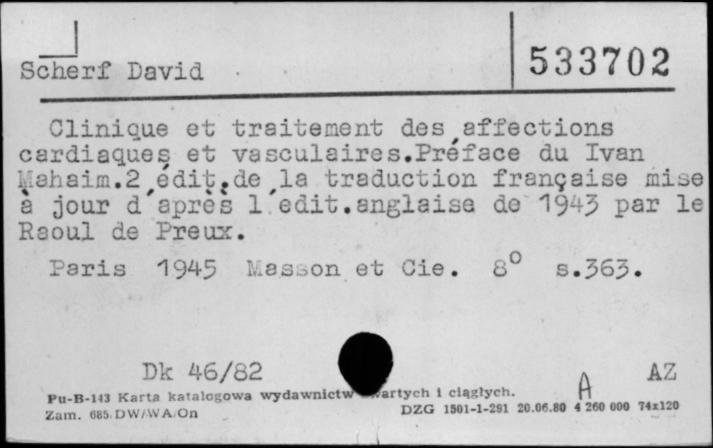 533702
Scherf David
Clinique et traitement des affections
cardiaques et vasculaires.Préface du Ivan
Mahaim.2 édit.de la traduction française mise
à jour d'après l'edit.anglaise de 1943 par le
Raoul de Preux.
Paris 1945 Masson et Cie. 8° s.363.
Dk 46/82 A AZ
Pu-B-143 Karta katalogowa wydawnictw ciągłych.
Zam. 685.DW/WA/On DZG 1501-1-291 20.06.80 4 260 000 74x120